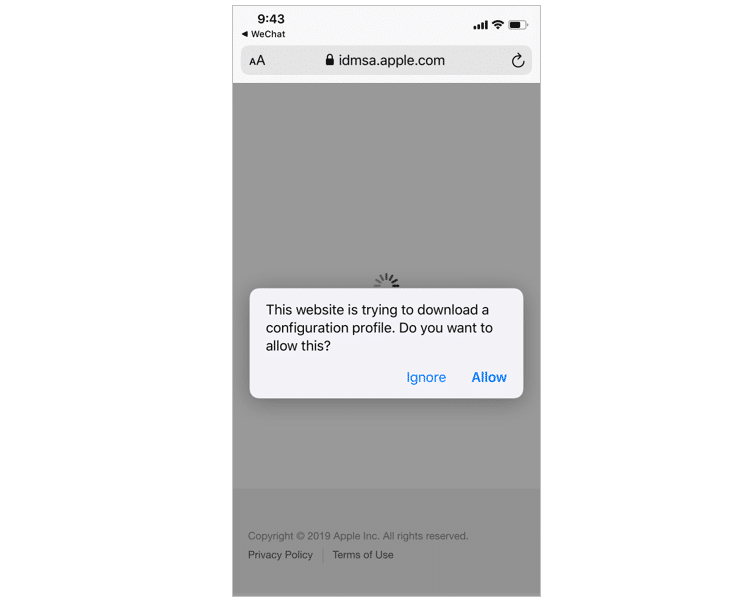 9:43
◀ WeChat
AA
idmsa.apple.com
This website is trying to download a
configuration profile. Do you want to
allow this?
Ignore
Allow
Copyright © 2019 Apple Inc. All rights reserved.
Privacy Policy | Terms of Use